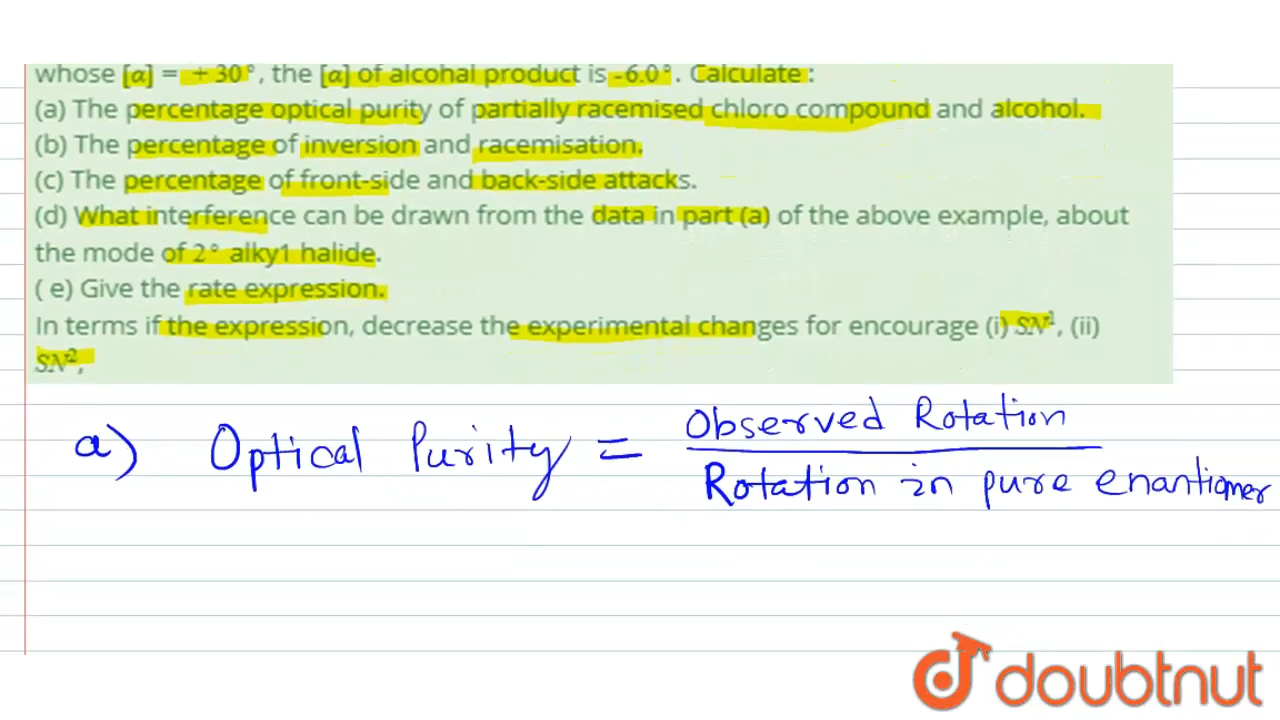 whose [α] = + 30°, the [α] of alcohal product is -6.0°. Calculate :
(a) The percentage optical purity of partially racemised chloro compound and alcohol.
(b) The percentage of inversion and racemisation.
(c) The percentage of front-side and back-side attacks.
(d) What interference can be drawn from the data in part (a) of the above example, about
the mode of 2° alky1 halide.
( e) Give the rate expression.
In terms if the expression, decrease the experimental changes for encourage (i) SN¹, (ii)
SN²,
a) Optical Purity = Observed Rotation
Rotation in pure enantiomer
doubtnut